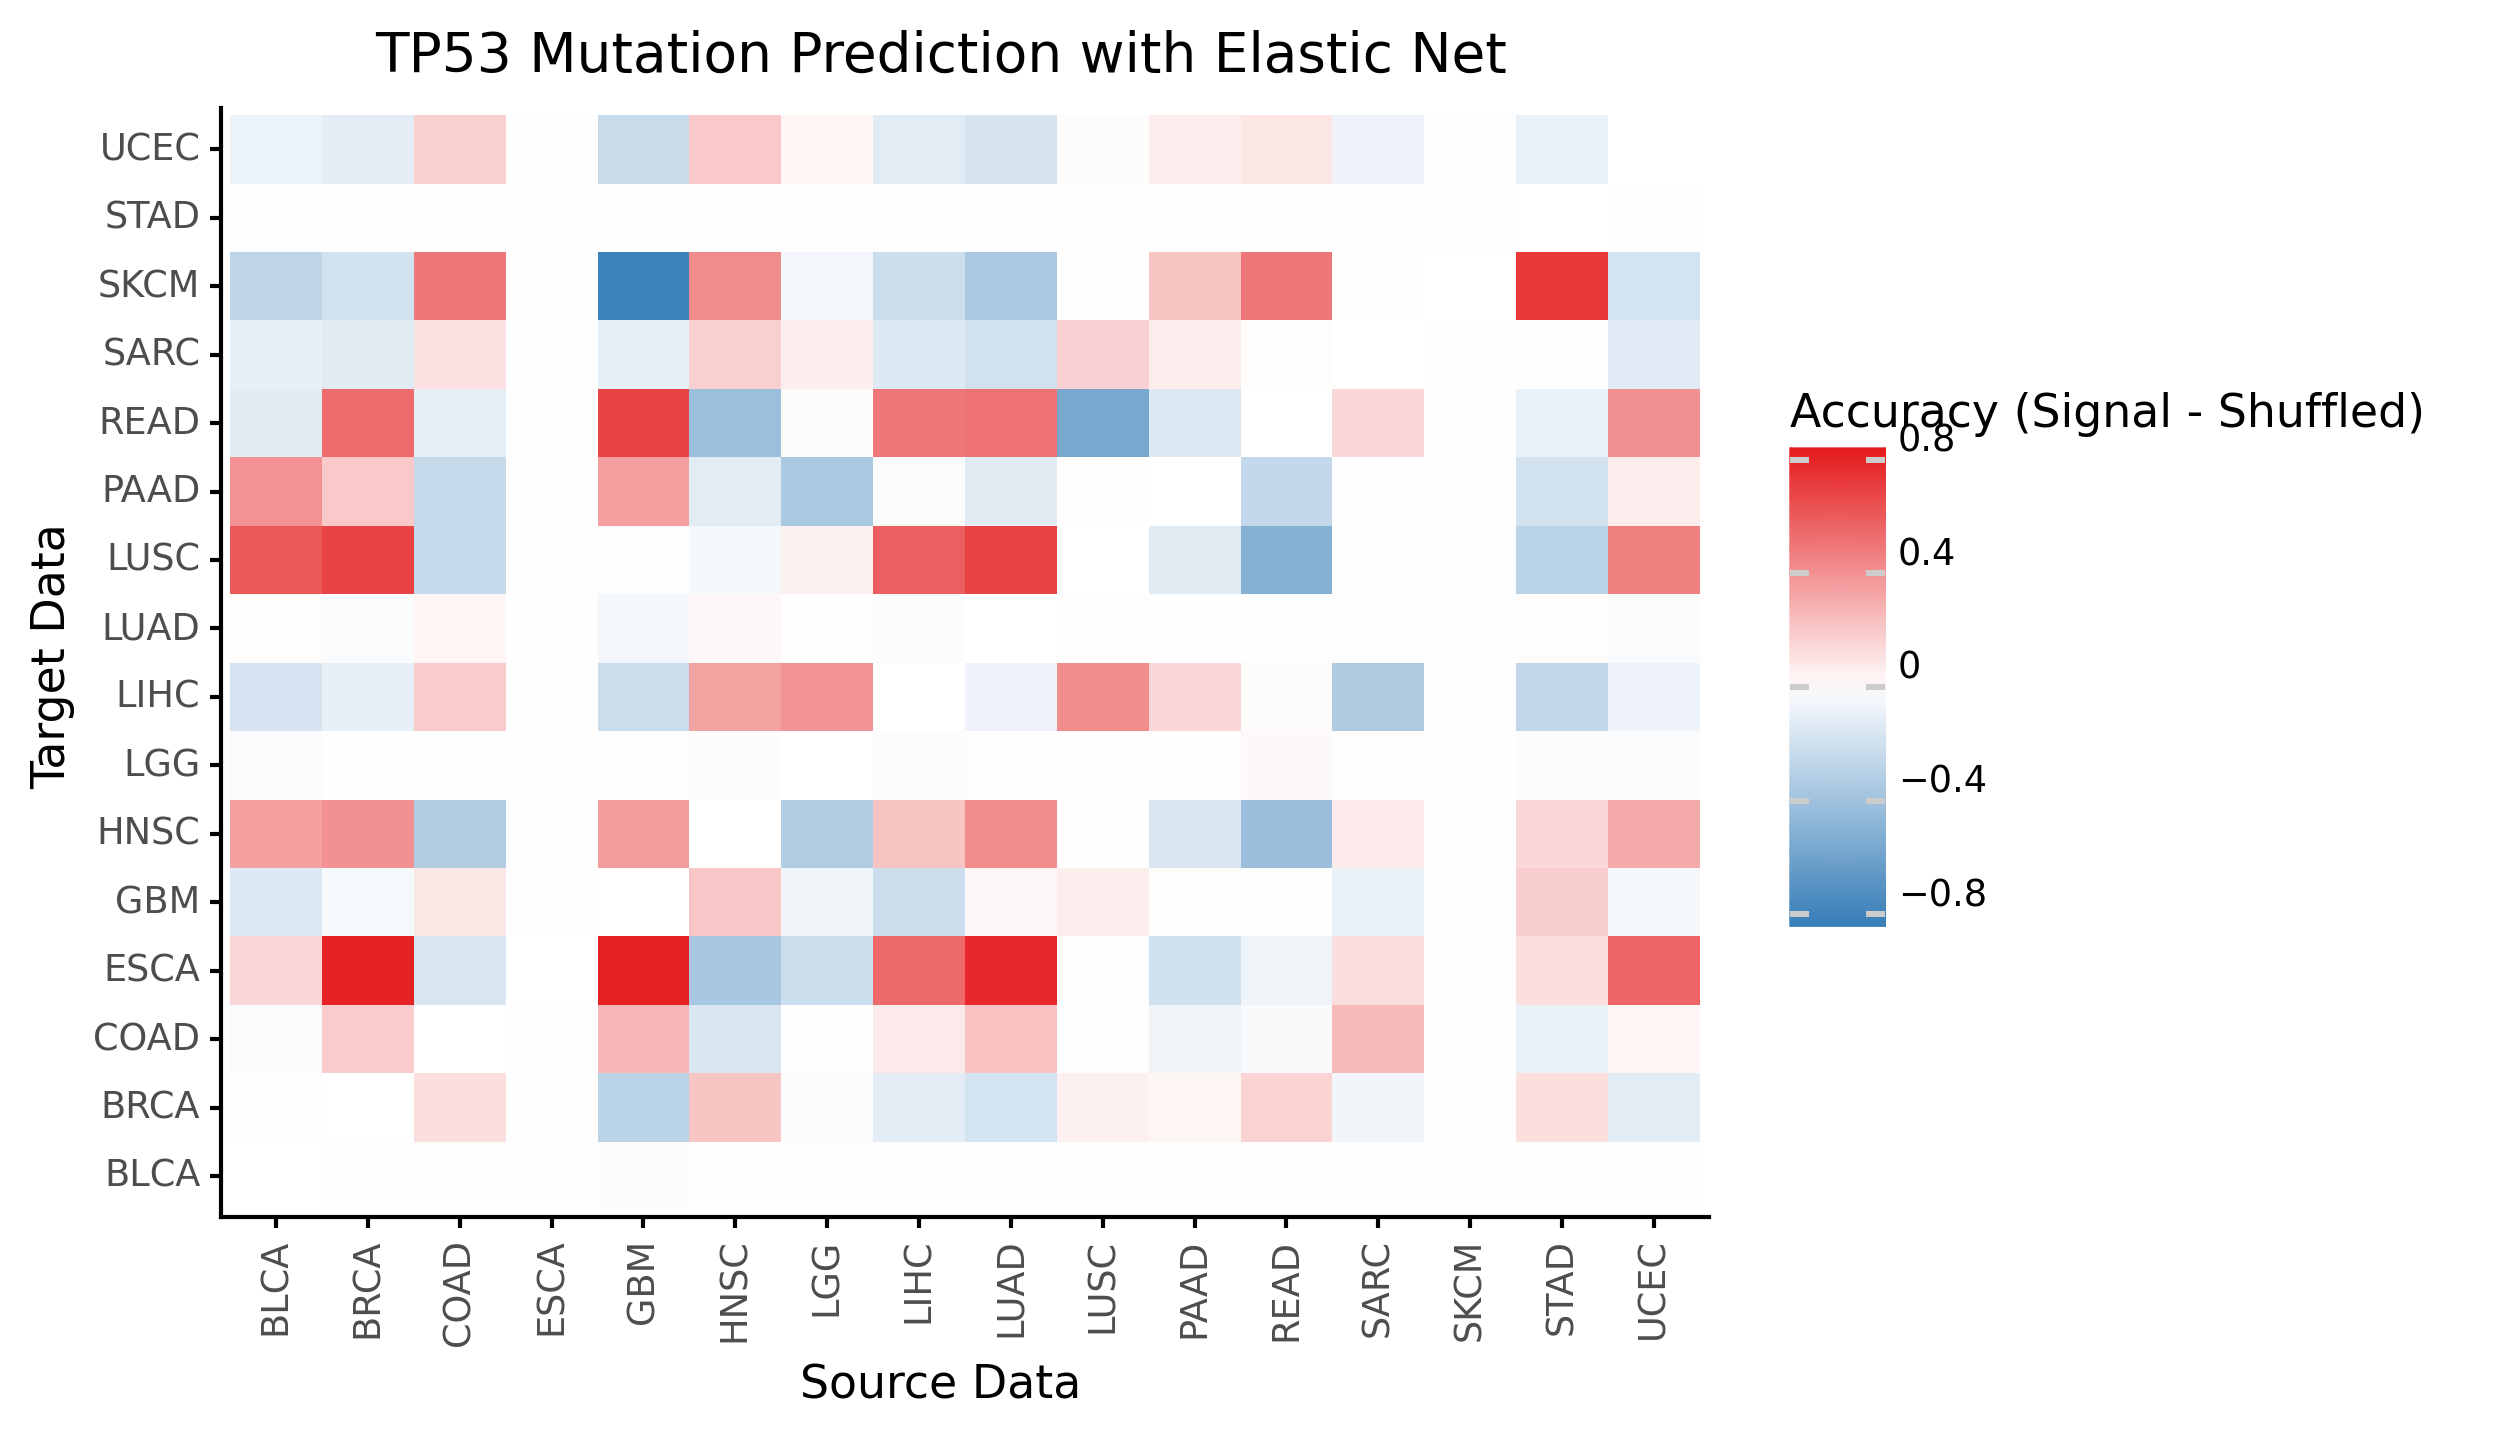 TP53 Mutation Prediction with Elastic Net
UCEC
STAD
SKCM
SARC
READ
PAAD
LUSC
LUAD
LIHC
LGG
HNSC
GBM
ESCA
COAD
BRCA
BLCA
Target Data
BLCA
BRCA
COAD
ESCA
GBM
HNSC
LGG
LIHC
LUAD
LUSC
PAAD
READ
SARC
SKCM
STAD
UCEC
Source Data
Accuracy (Signal - Shuffled)
0.8
0.4
0
−0.4
−0.8